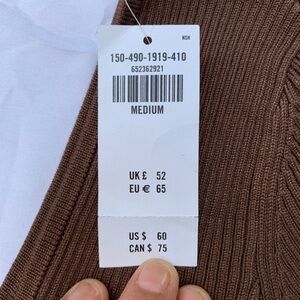 150-490-1919-410
652362921
MEDIUM
UK £ 52
EU € 65
US $ 60
CAN $ 75